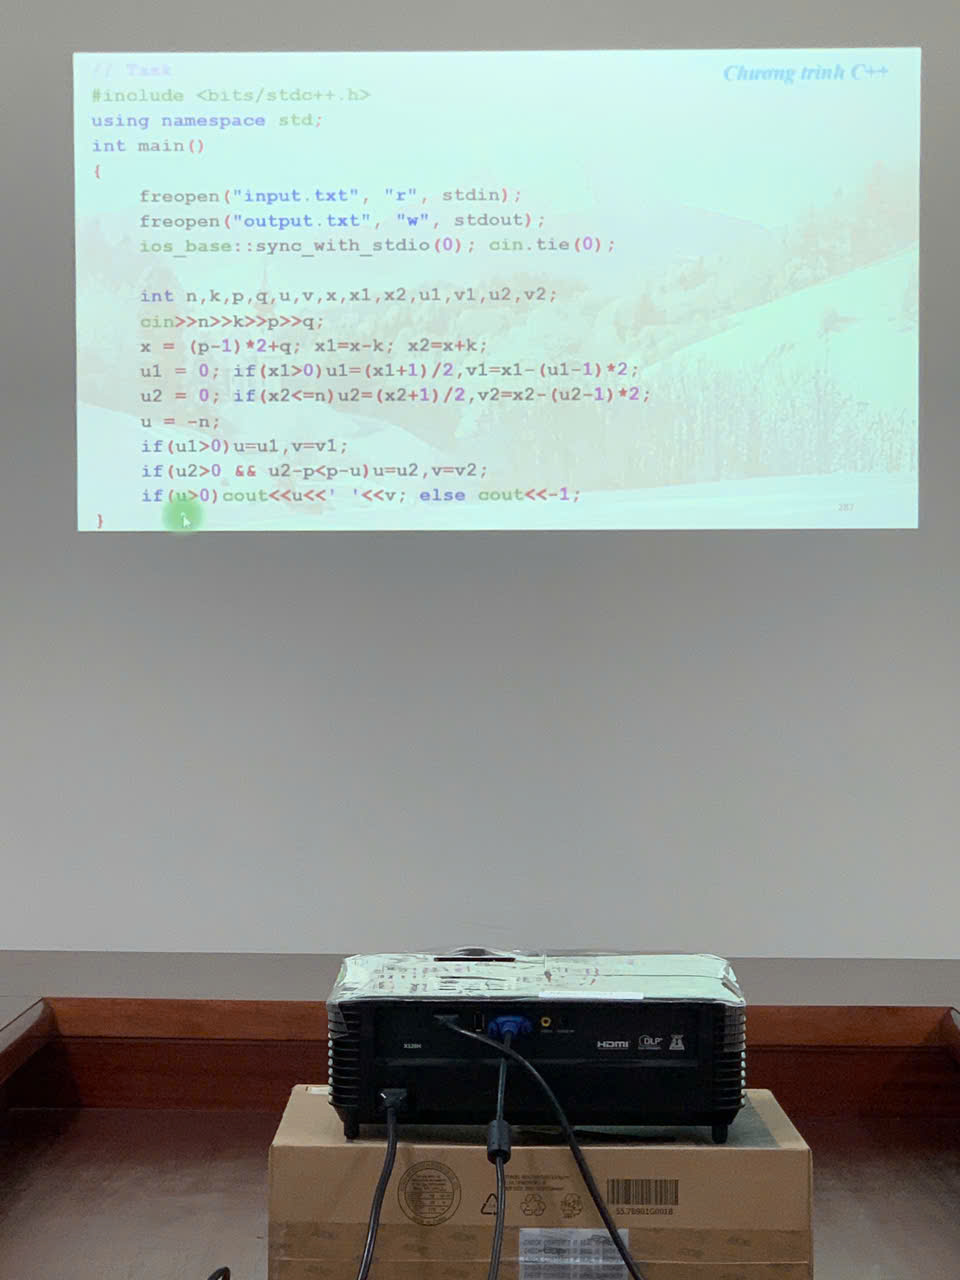 // Task
Chương trình C++
#include <bits/stdc++.h>
using namespace std;
int main()
{
freopen("input.txt", "r", stdin);
freopen("output.txt", "w", stdout);
ios_base::sync_with_stdio(0); cin.tie(0);
int n,k,p,q,u,v,x,x1,x2,u1,v1,u2,v2;
cin>>n>>k>>p>>q;
x = (p-1)*2+q; x1=x-k; x2=x+k;
u1 = 0; if(x1>0)u1=(x1+1)/2,v1=x1-(u1-1)*2;
u2 = 0; if(x2<=n)u2=(x2+1)/2,v2=x2-(u2-1)*2;
u = -n;
if(u1>0)u=u1,v=v1;
if(u2>0 && u2-p<p-u)u=u2,v=v2;
if(u>0)cout<<u<<' '<<v; else cout<<-1;
}
287
X128H
HDMI
DLP